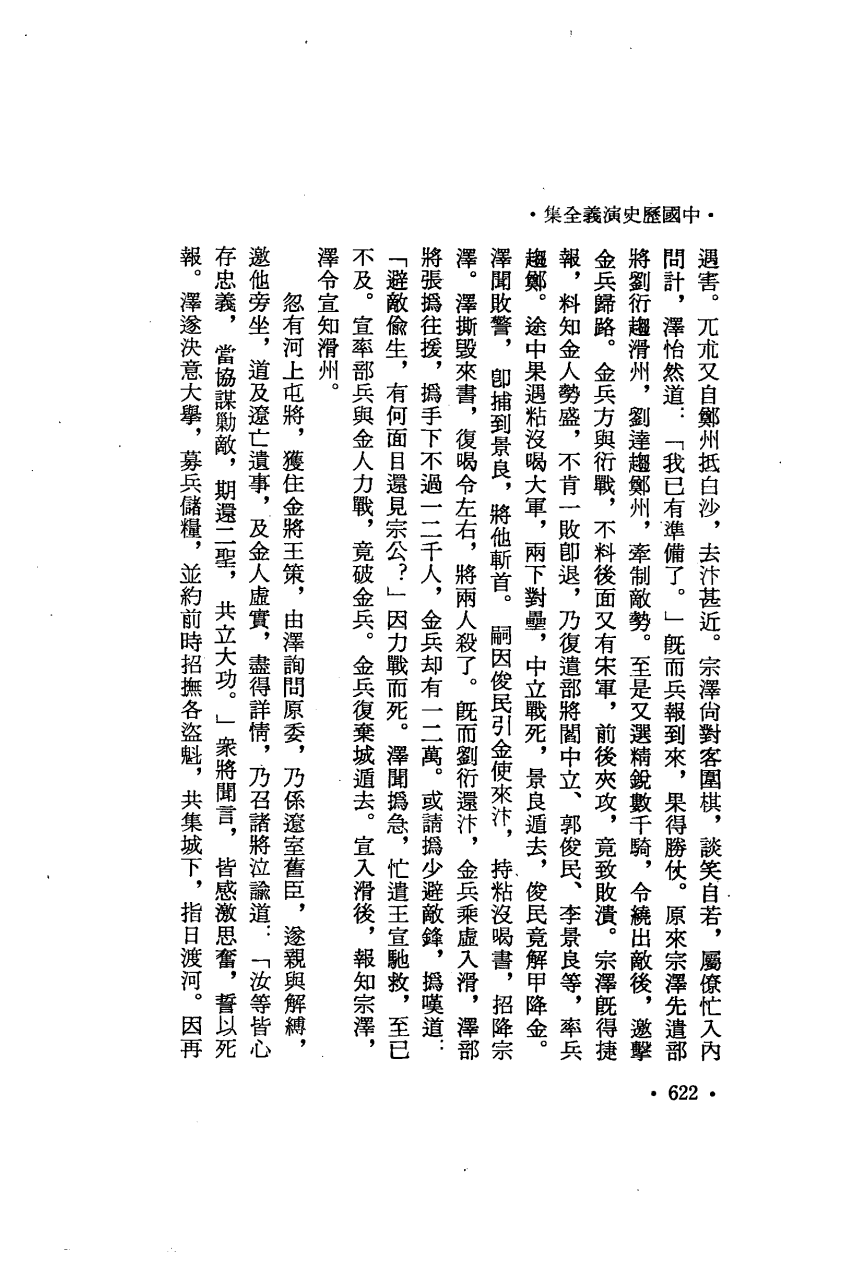 •中國歷史演義全集•
遇害。兀朮又自鄭州抵白沙，去汴甚近。宗澤尙對客圍棋，談笑自若，屬僚忙入內
問計，澤怡然道：「我已有準備了。」旣而兵報到來，果得勝仗。原來宗澤先遣部
將劉衍趨滑州，劉達趨鄭州，牽制敵勢。至是又選精銳數千騎，令繞出敵後，邀擊
金兵歸路。金兵方與衍戰，不料後面又有宋軍，前後夾攻，竟致敗潰。宗澤旣得捷
報，料知金人勢盛，不肯一敗卽退，乃復遣部將閻中立、郭俊民、李景良等，率兵
趨鄭。途中果遇粘沒喝大軍，兩下對壘，中立戰死，景良遁去，俊民竟解甲降金。
澤聞敗警，卽捕到景良，將他斬首。嗣因俊民引金使來汴，持粘沒喝書，招降宗
澤。澤撕毀來書，復喝令左右，將兩人殺了。旣而劉衍還汴，金兵乘虛入滑，澤部
將張撝往援，撝手下不過一二千人，金兵却有一二萬。或請撝少避敵鋒，撝嘆道：
「避敵偸生，有何面目還見宗公？」因力戰而死。澤聞撝急，忙遣王宣馳救，至已
不及。宣率部兵與金人力戰，竟破金兵。金兵復棄城遁去。宣入滑後，報知宗澤，
澤令宣知滑州。
忽有河上屯將，獲住金將王策，由澤詢問原委，乃係遼室舊臣，遂親與解縛，
邀他旁坐，道及遼亡遺事，及金人虛實，盡得詳情，乃召諸將泣諭道：「汝等皆心
存忠義，當協謀勦敵，期還二聖，共立大功。」衆將聞言，皆感激思奮，誓以死
報。澤遂決意大舉，募兵儲糧，並約前時招撫各盜魁，共集城下，指日渡河。因再
•622•